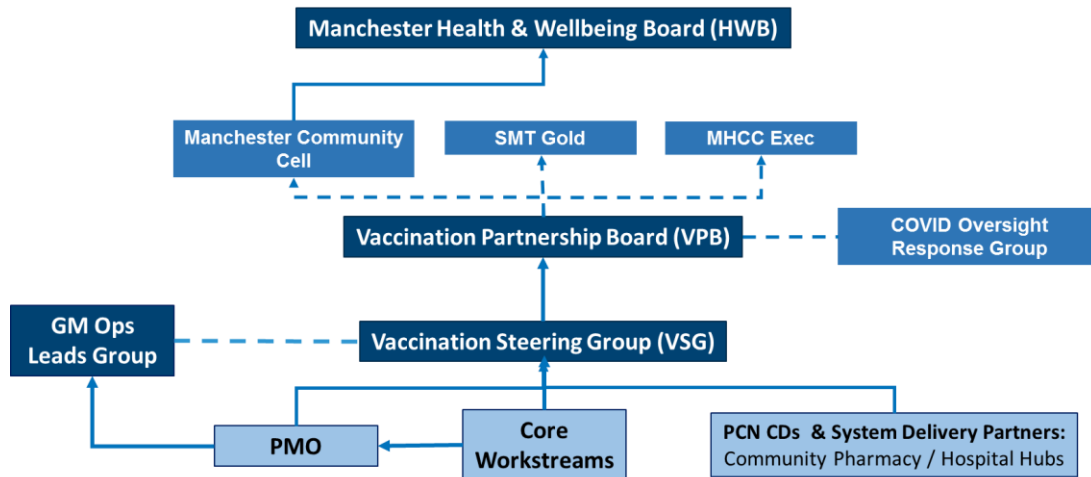 Manchester Health & Wellbeing Board (HWB)
Manchester Community
Cell
SMT Gold
MHCC Exec
Vaccination Partnership Board (VPB)
COVID Oversight
Response Group
GM Ops
Leads Group
Vaccination Steering Group (VSG)
PMO
Core
Workstreams
PCN CDs & System Delivery Partners:
Community Pharmacy / Hospital Hubs